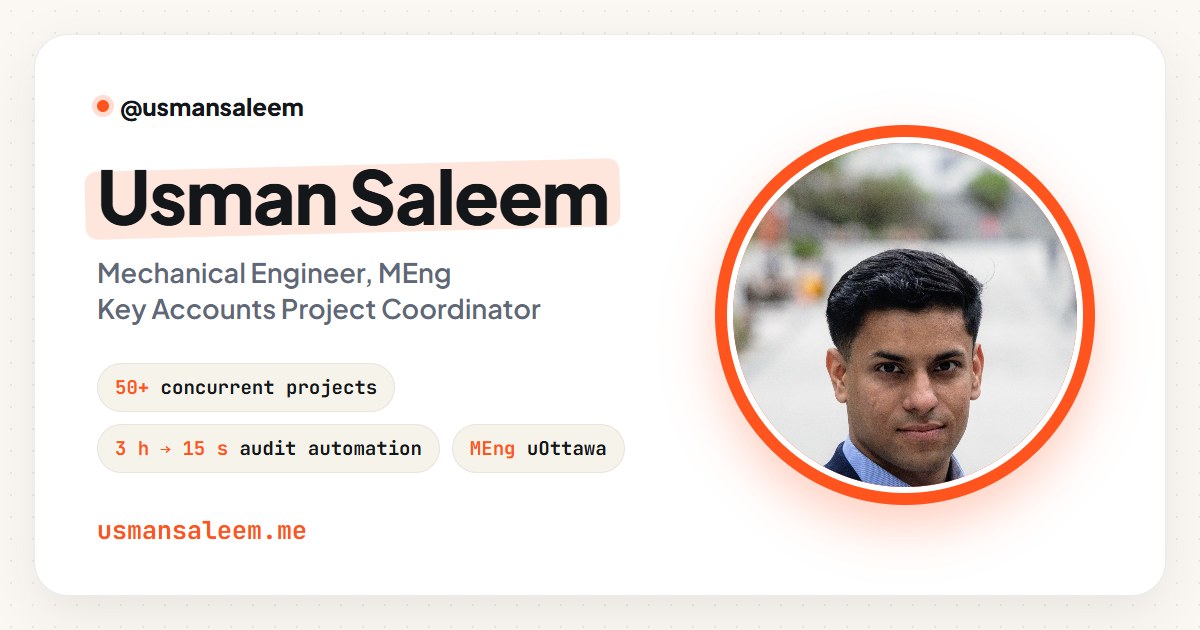 @usmansaleem
Usman Saleem
Mechanical Engineer, MEng
Key Accounts Project Coordinator
50+ concurrent projects
3 h → 15 s audit automation
MEng uOttawa
usmansaleem.me